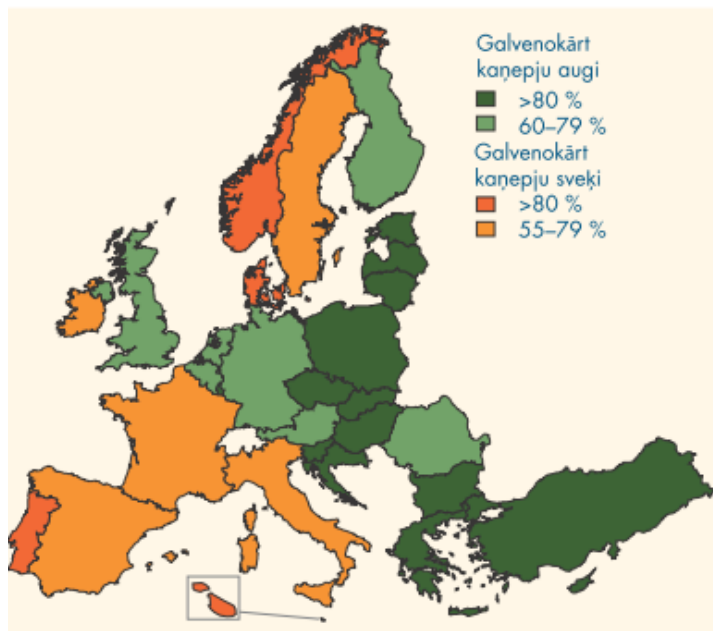 Galvenokārt
kaņepju augi
>80 %
60–79 %
Galvenokārt
kaņepju sveķi
>80 %
55–79 %